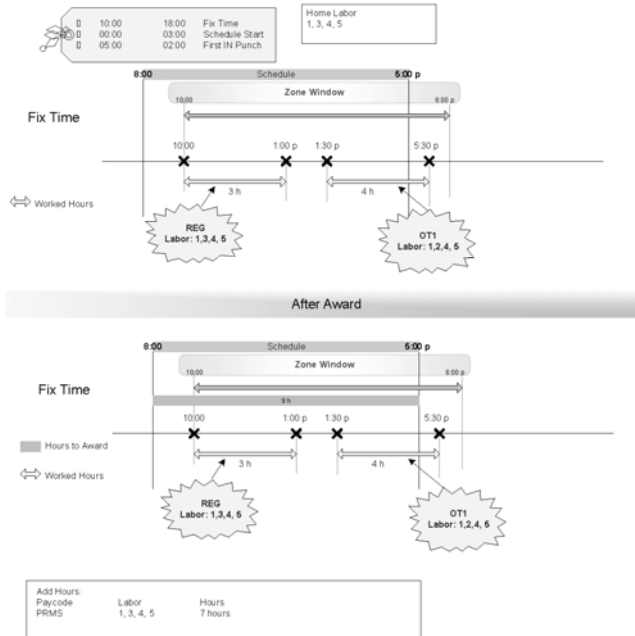 10:00 18:00 Fix Time
00:00 03:00 Schedule Start
05:00 02:00 First IN Punch
Home Labor
1, 3, 4, 5
8:00 Schedule 5:00 p
Zone Window
10:00 6:00 p
Fix Time
10:00 1:00 p 1:30 p 5:30 p
3 h 4 h
Worked Hours
REG
Labor: 1,3,4, 5
OT1
Labor: 1,2,4, 5
After Award
8:00 Schedule 5:00 p
Zone Window
10:00 6:00 p
Fix Time
9 h
10:00 1:00 p 1:30 p 5:30 p
Hours to Award
3 h 4 h
Worked Hours
REG
Labor: 1,3,4, 5
OT1
Labor: 1,2,4, 5
Add Hours:
Paycode Labor Hours
PRMS 1, 3, 4, 5 7 hours